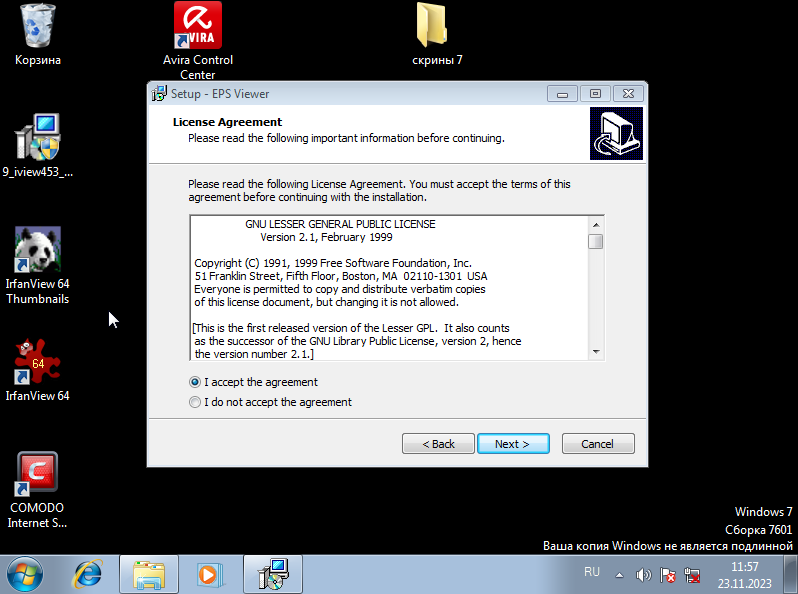 Корзина
Avira Control
Center
скрины 7
9_iview453_...
IrfanView 64
Thumbnails
64
IrfanView 64
COMODO
Internet S...
AVIRA
Setup - EPS Viewer
License Agreement
Please read the following important information before continuing.
Please read the following License Agreement. You must accept the terms of this
agreement before continuing with the installation.
GNU LESSER GENERAL PUBLIC LICENSE
Version 2.1, February 1999
Copyright (C) 1991, 1999 Free Software Foundation, Inc.
51 Franklin Street, Fifth Floor, Boston, MA  02110-1301  USA
Everyone is permitted to copy and distribute verbatim copies
of this license document, but changing it is not allowed.
[This is the first released version of the Lesser GPL.  It also counts
as the successor of the GNU Library Public License, version 2, hence
the version number 2.1.]
I accept the agreement
I do not accept the agreement
< Back
Next >
Cancel
Windows 7
Сборка 7601
Ваша копия Windows не является подлинной
RU
11:57
23.11.2023